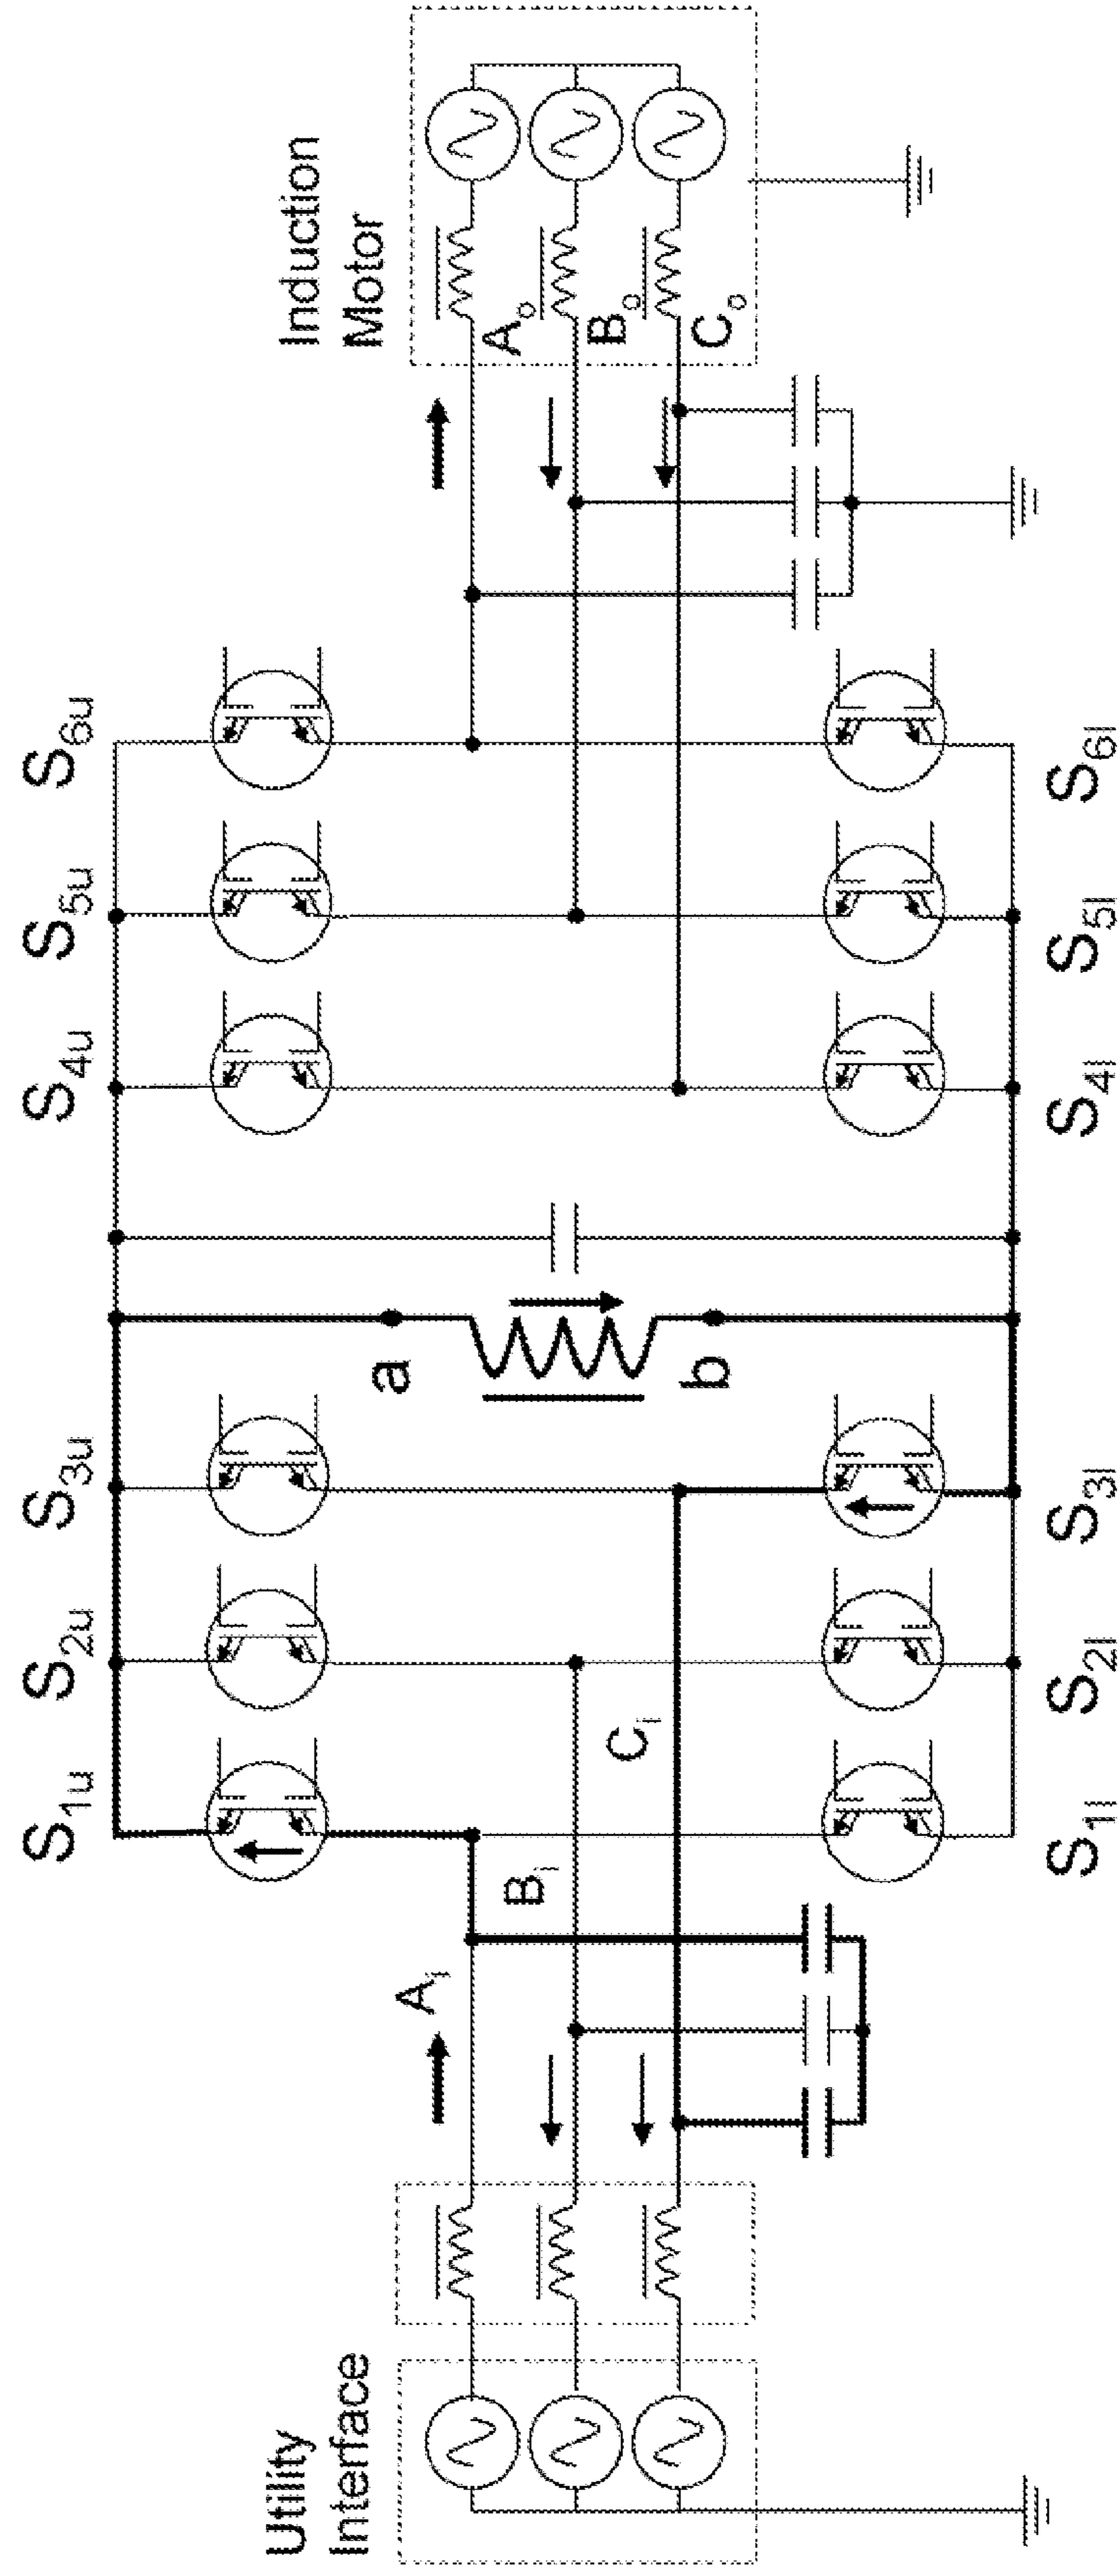 S1u S2u S3u S4u S5u S6u
Utility
Interface
Induction
Motor
a
Ai
Ao
Bi
Bo
Ci
b
Co
S1l S2l S3l S4l S5l S6l